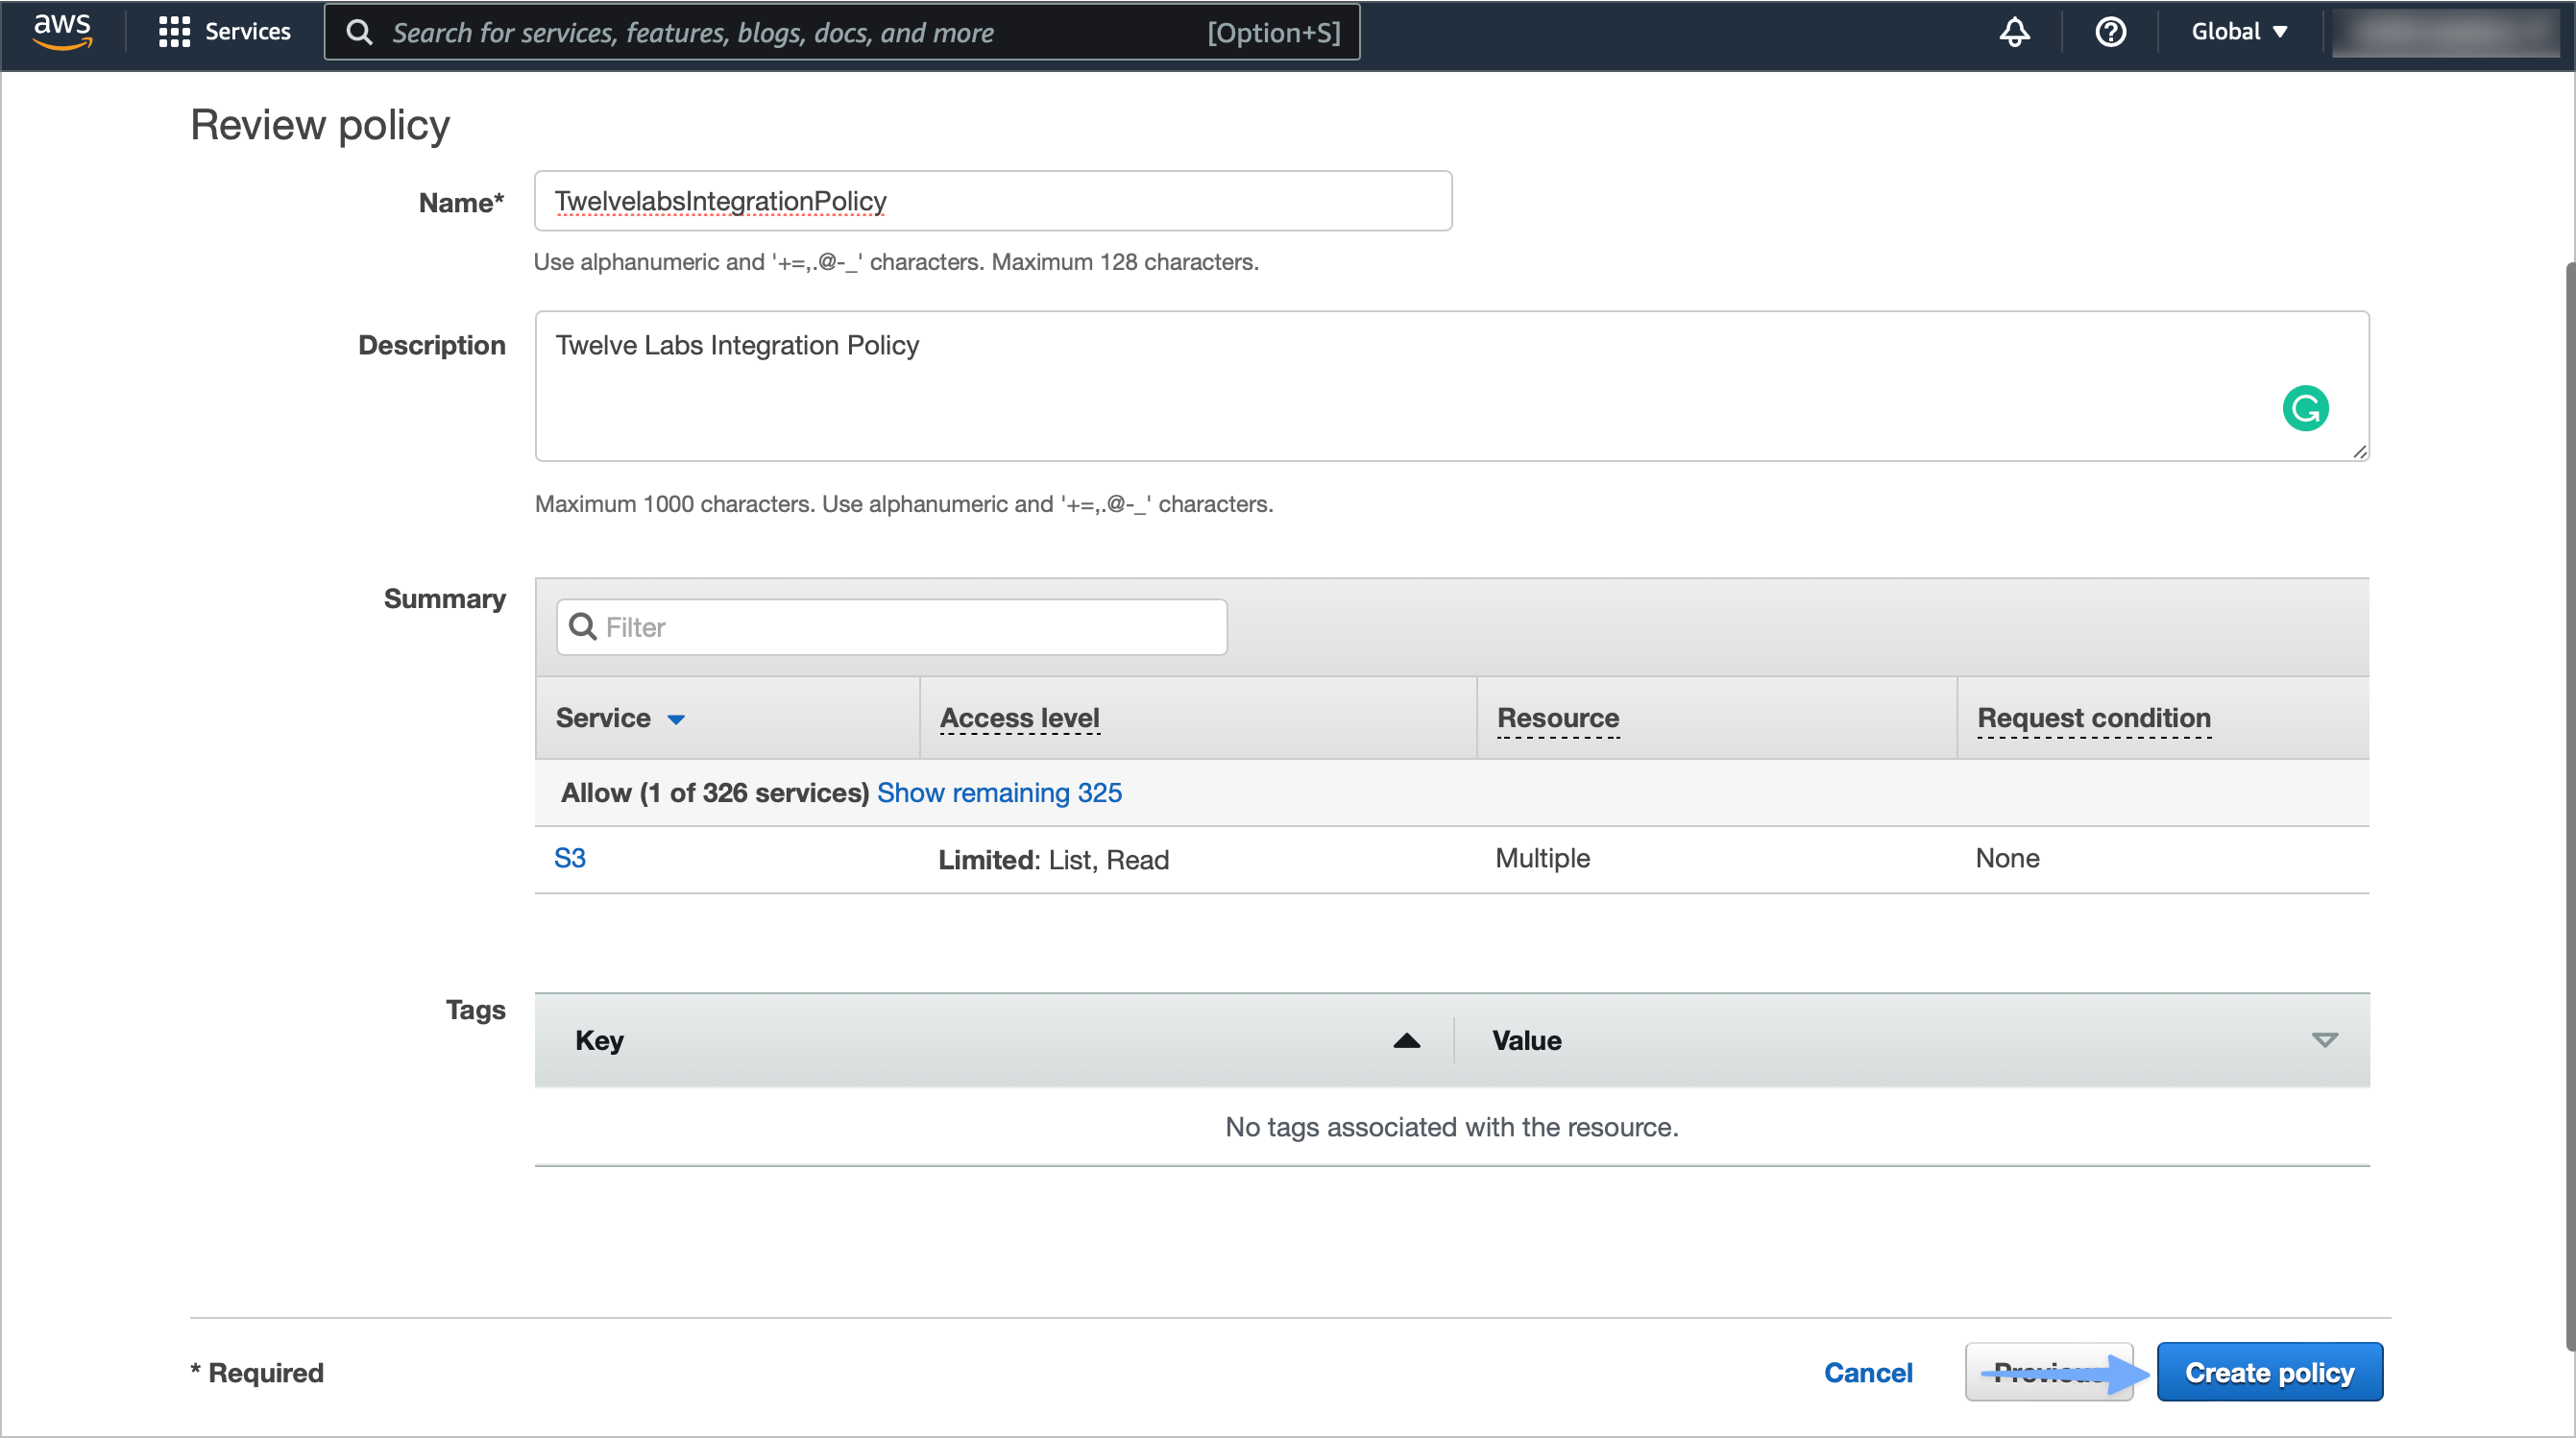 aws Services Search for services, features, blogs, docs, and more [Option+S] Global
Review policy
Name* TwelvelabsIntegrationPolicy
Use alphanumeric and '+=,.@-_' characters. Maximum 128 characters.
Description Twelve Labs Integration Policy
Maximum 1000 characters. Use alphanumeric and '+=,.@-_' characters.
Summary Filter
Service Access level Resource Request condition
Allow (1 of 326 services) Show remaining 325
S3 Limited: List, Read Multiple None
Tags
Key Value
No tags associated with the resource.
* Required Cancel Previous Create policy